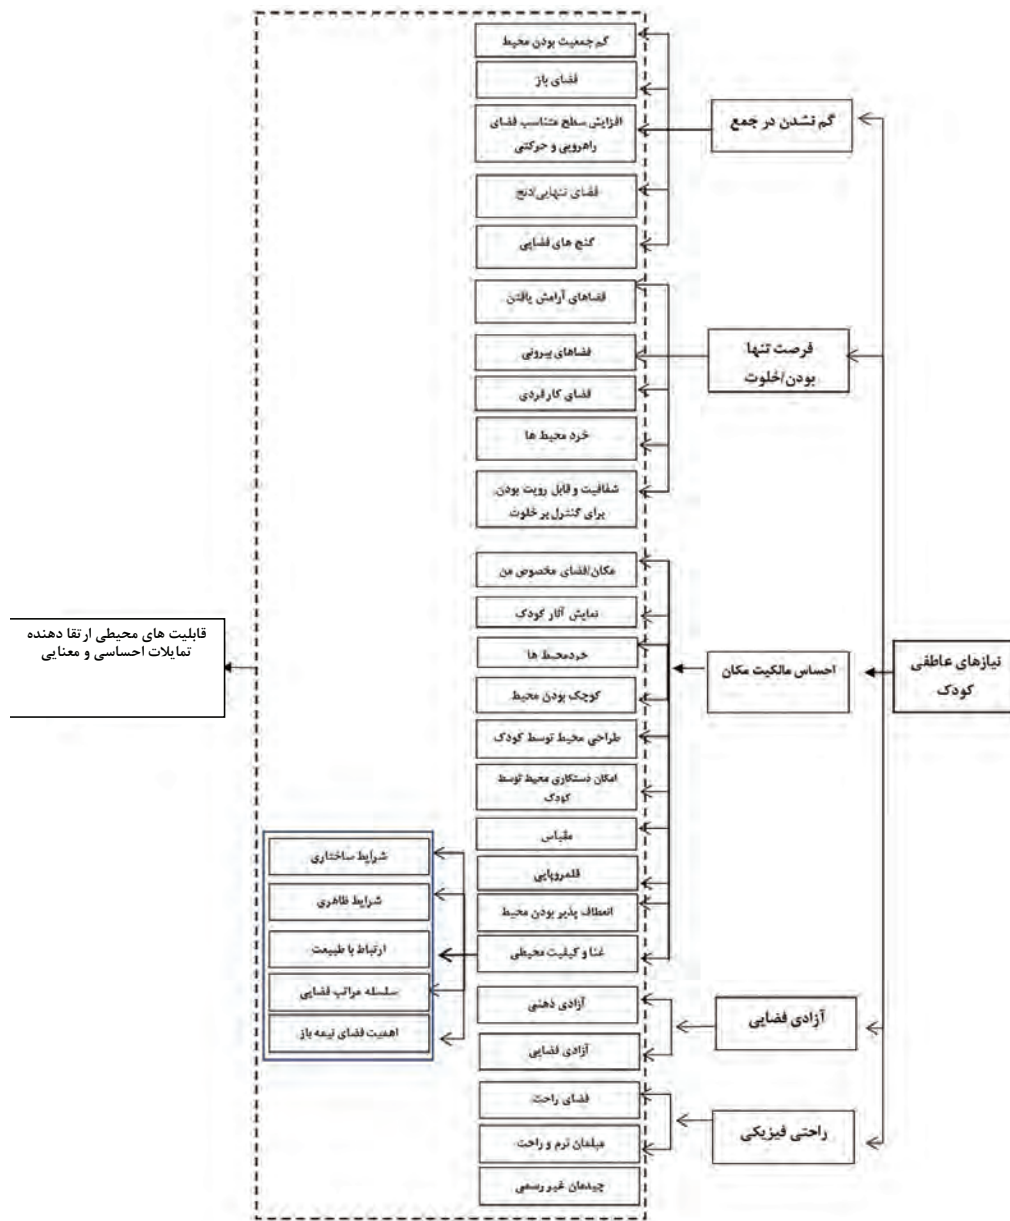 نیازهای عاطفی
کودک
گم نشدن در جمع
کم جمعیت بودن محیط
فضای باز
افزایش سطح متناسب فضای
راهرویی و حرکتی
فضای تنهایی/دنج
کنج های فضایی
فرصت تنها
بودن/خلوت
فضاهای آرامش یافتن
فضاهای بیرونی
فضای کار فردی
خرد محیط ها
شفافیت و قابل رویت بودن
برای کنترل بر خلوت
احساس مالکیت مکان
مکان/فضای مخصوص من
نمایش آثار کودک
خردمحیط ها
کوچک بودن محیط
طراحی محیط توسط کودک
امکان دستکاری محیط توسط
کودک
مقیاس
قلمروپایی
انعطاف پذیر بودن محیط
غنا و کیفیت محیطی
شرایط ساختاری
شرایط ظاهری
ارتباط با طبیعت
سلسله مراتب فضایی
اهمیت فضای نیمه باز
آزادی فضایی
آزادی ذهنی
آزادی فضایی
راحتی فیزیکی
فضای راحت
مبلمان نرم و راحت
چیدمان غیر رسمی
قابلیت های محیطی ارتقا دهنده
تمایلات احساسی و معنایی